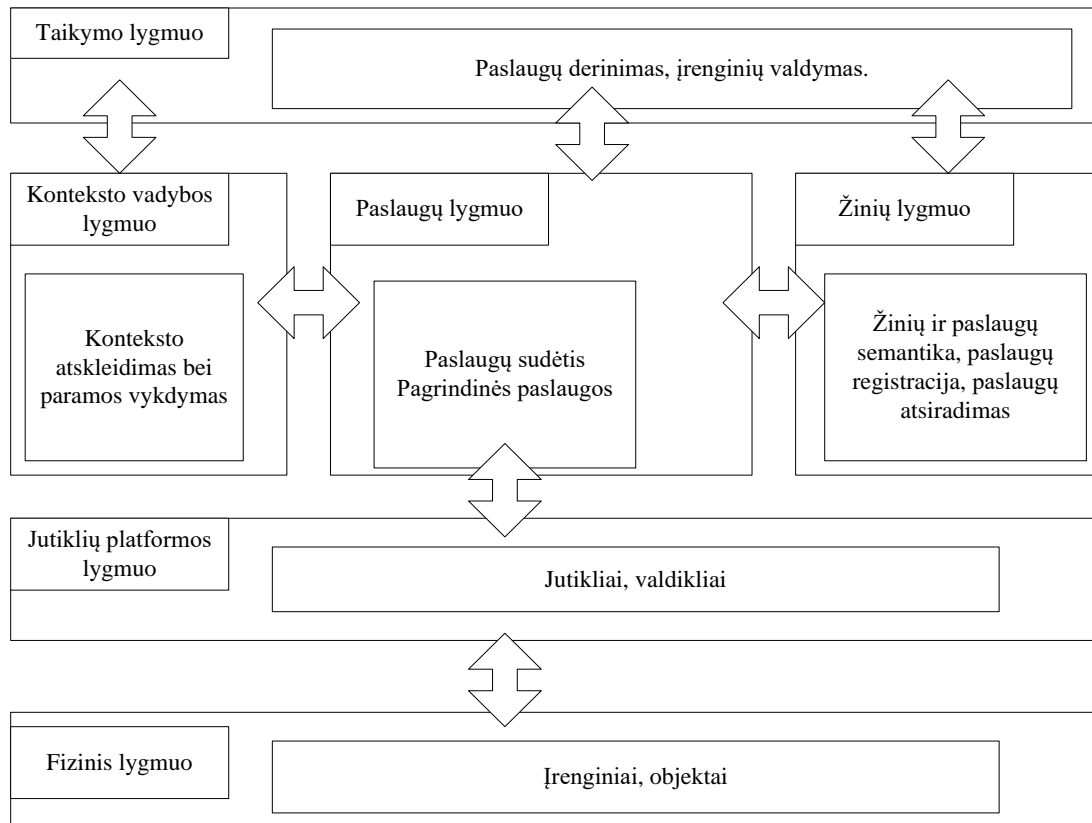 Taikymo lygmuo
Paslaugų derinimas, įrenginių valdymas.
Konteksto vadybos
lygmuo
Paslaugų lygmuo
Žinių lygmuo
Konteksto
atskleidimas bei
paramos vykdymas
Paslaugų sudėtis
Pagrindinės paslaugos
Žinių ir paslaugų
semantika, paslaugų
registracija, paslaugų
atsiradimas
Jutiklių platformos
lygmuo
Jutikliai, valdikliai
Fizinis lygmuo
Įrenginiai, objektai